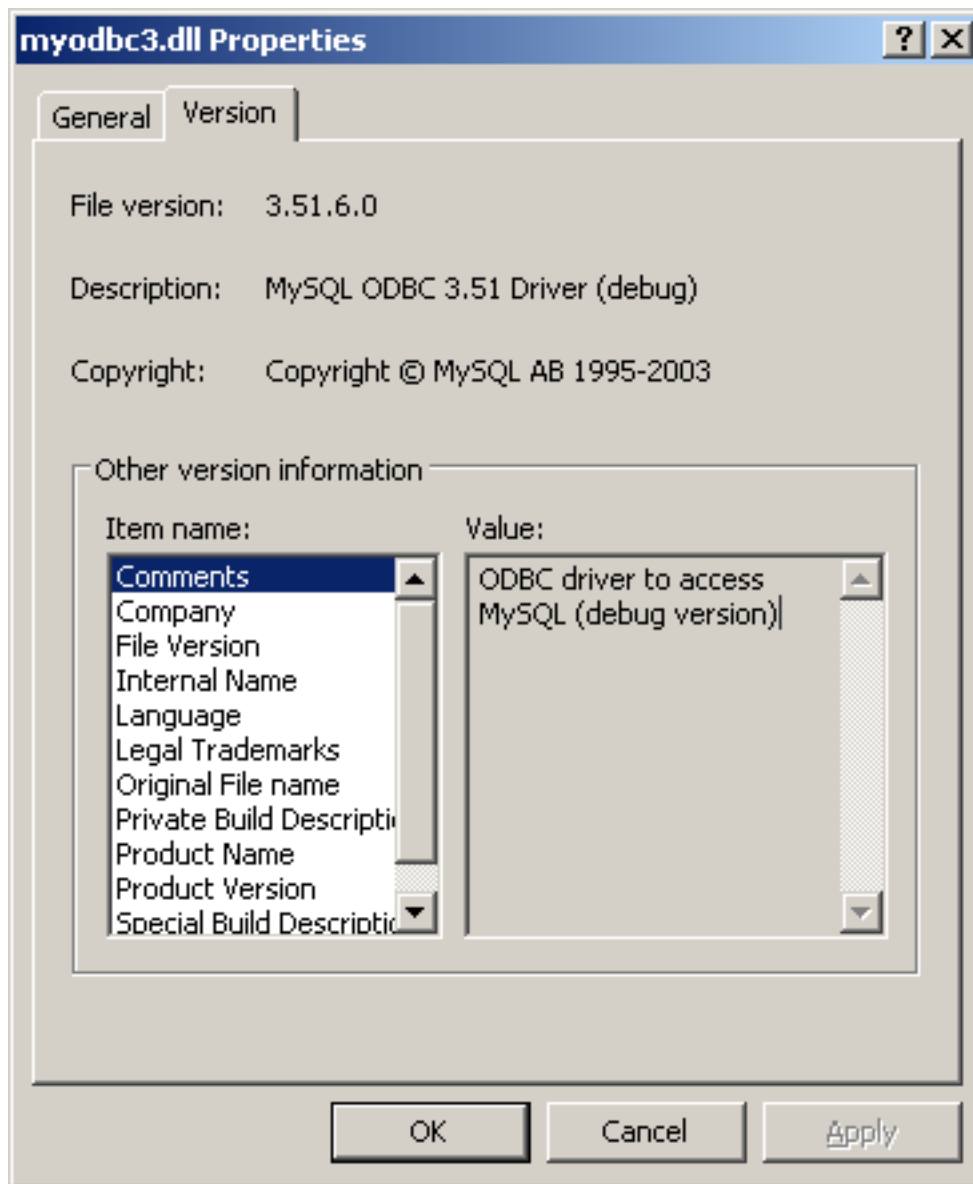 myodbc3.dll Properties
General Version
File version: 3.51.6.0
Description: MySQL ODBC 3.51 Driver (debug)
Copyright: Copyright © MySQL AB 1995-2003
Other version information
Item name: Value:
Comments
Company
File Version
Internal Name
Language
Legal Trademarks
Original File name
Private Build Descripti
Product Name
Product Version
Special Build Descriptic
ODBC driver to access
MySQL (debug version)
OK Cancel Apply